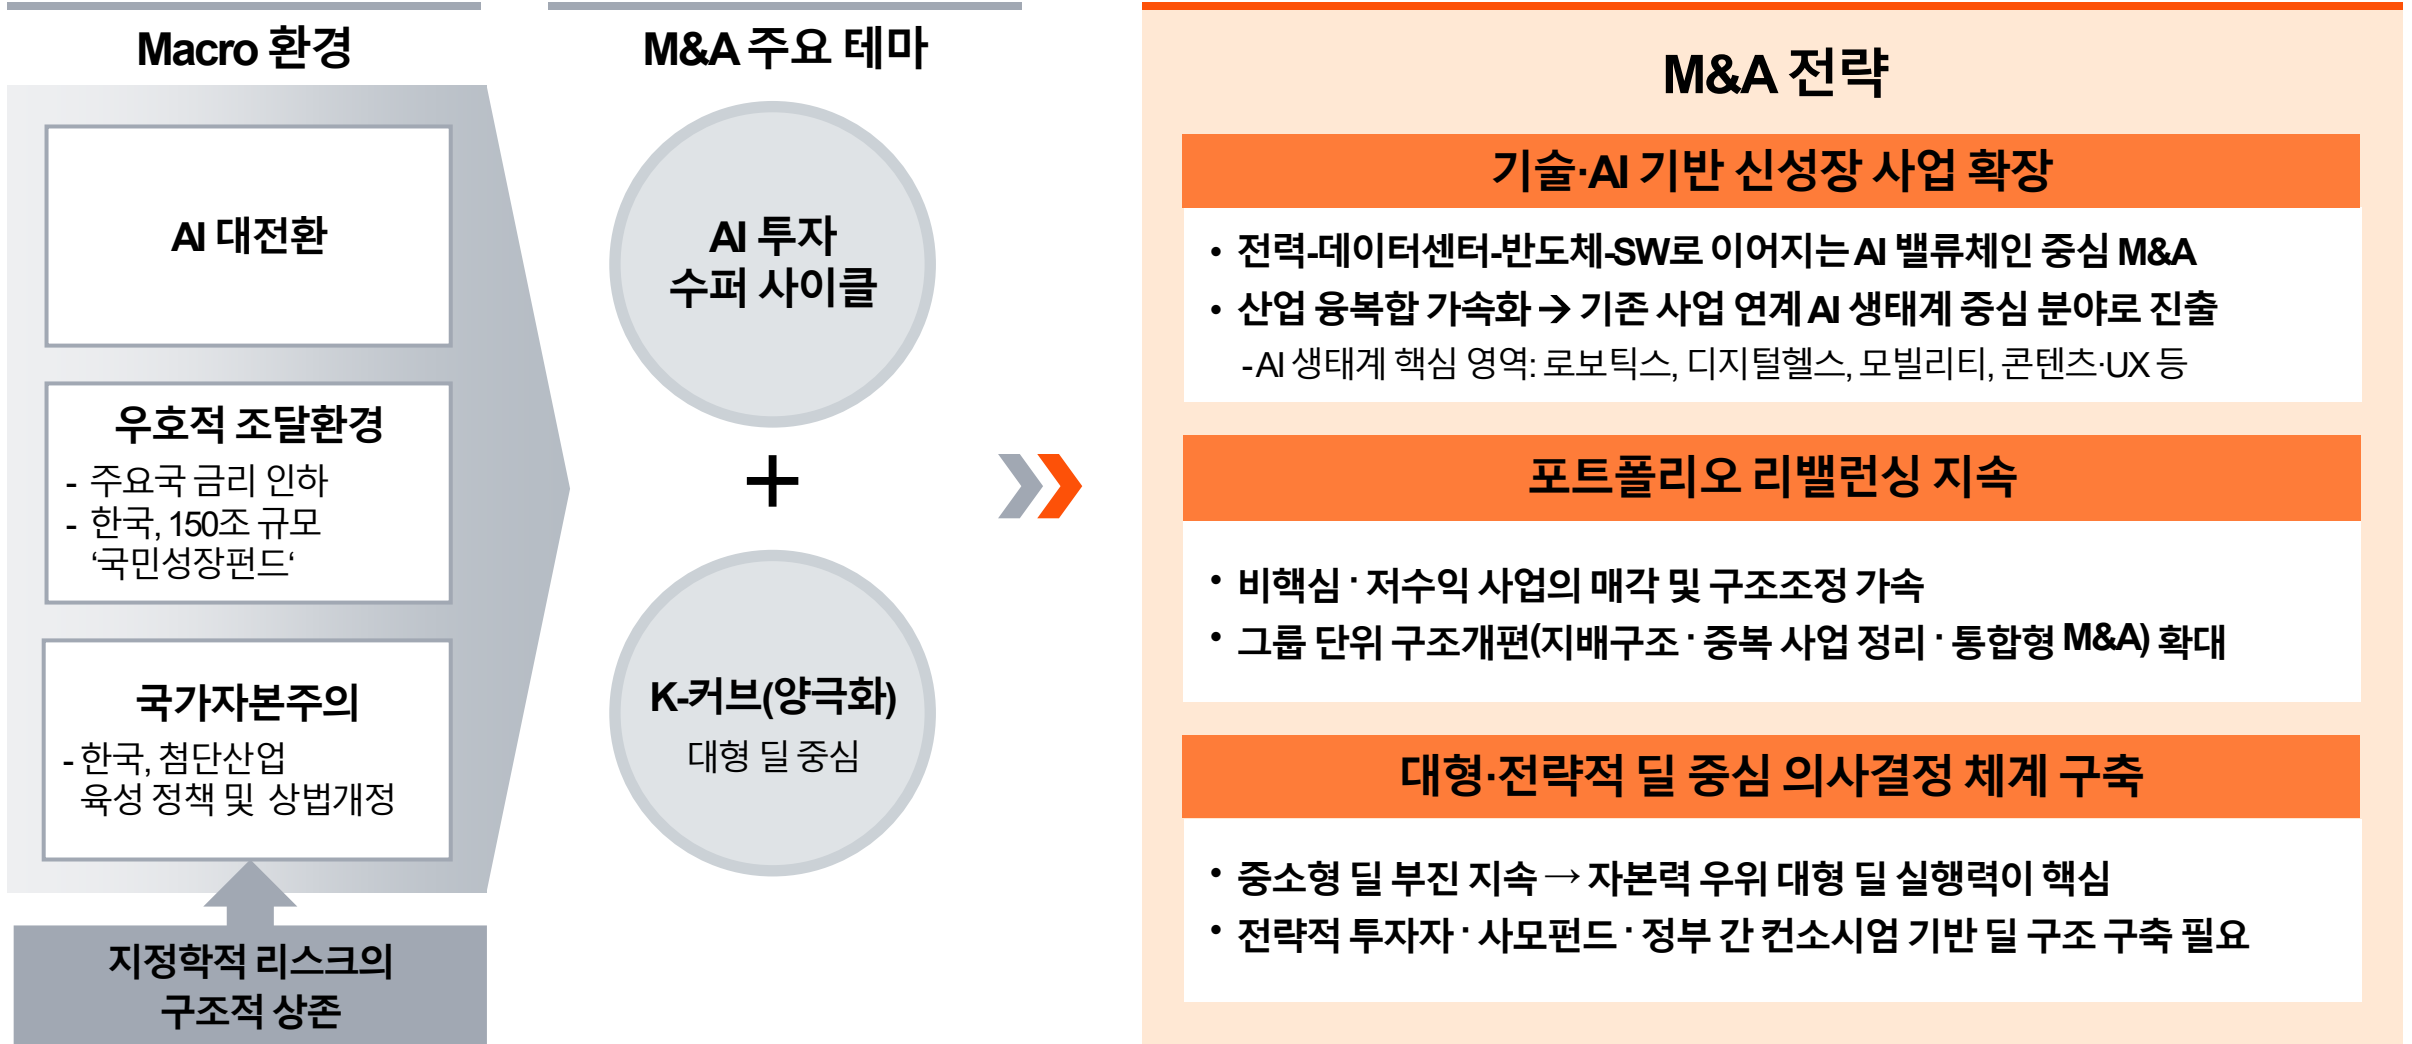 Macro 환경
AI 대전환
우호적 조달환경
- 주요국 금리 인하
- 한국, 150조 규모
‘국민성장펀드‘
국가자본주의
- 한국, 첨단산업
육성 정책 및 상법개정
지정학적 리스크의
구조적 상존
M&A 주요 테마
AI 투자
수퍼 사이클
+
K-커브(양극화)
대형 딜 중심
M&A 전략
기술·AI 기반 신성장 사업 확장
• 전력-데이터센터-반도체-SW로 이어지는 AI 밸류체인 중심 M&A
• 산업 융복합 가속화 → 기존 사업 연계 AI 생태계 중심 분야로 진출
- AI 생태계 핵심 영역: 로보틱스, 디지털헬스, 모빌리티, 콘텐츠·UX 등
포트폴리오 리밸런싱 지속
• 비핵심 · 저수익 사업의 매각 및 구조조정 가속
• 그룹 단위 구조개편(지배구조 · 중복 사업 정리 · 통합형 M&A) 확대
대형·전략적 딜 중심 의사결정 체계 구축
• 중소형 딜 부진 지속 → 자본력 우위 대형 딜 실행력이 핵심
• 전략적 투자자 · 사모펀드 · 정부 간 컨소시엄 기반 딜 구조 구축 필요